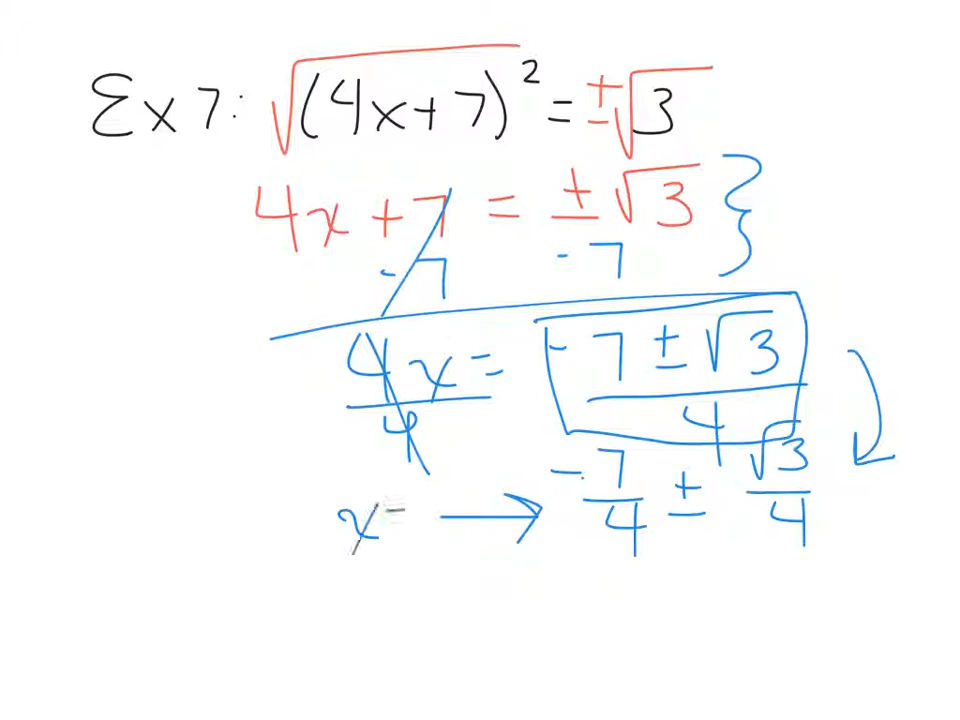 Ex 7: √(4x+7)² = ±√3
4x + 7 = ± √3
- 7 - 7
4x = - 7 ± √3
4 4
x = → - 7/4 ± √3/4